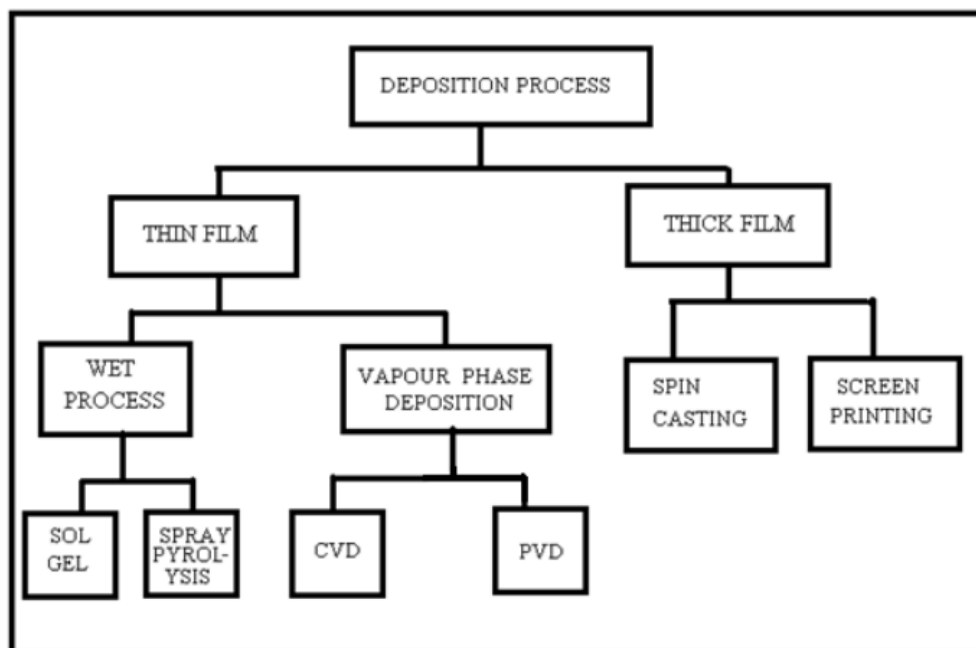 DEPOSITION PROCESS
THIN FILM
THICK FILM
WET
PROCESS
VAPOUR PHASE
DEPOSITION
SPIN
CASTING
SCREEN
PRINTING
SOL
GEL
SPRAY
PYROL-
YSIS
CVD
PVD